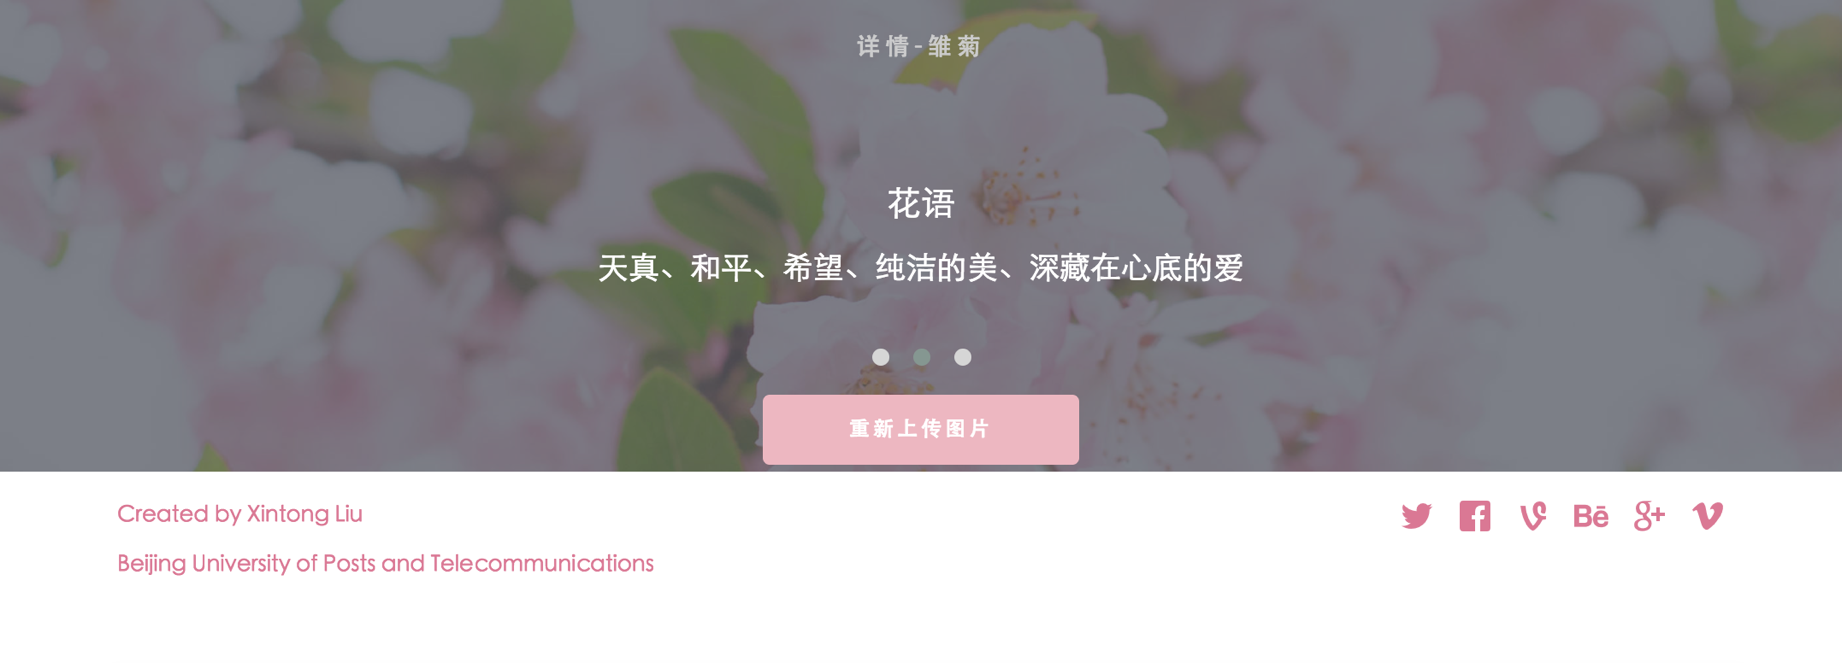 详情-雏菊
花语
天真、和平、希望、纯洁的美、深藏在心底的爱
重新上传图片
Created by Xintong Liu
Beijing University of Posts and Telecommunications